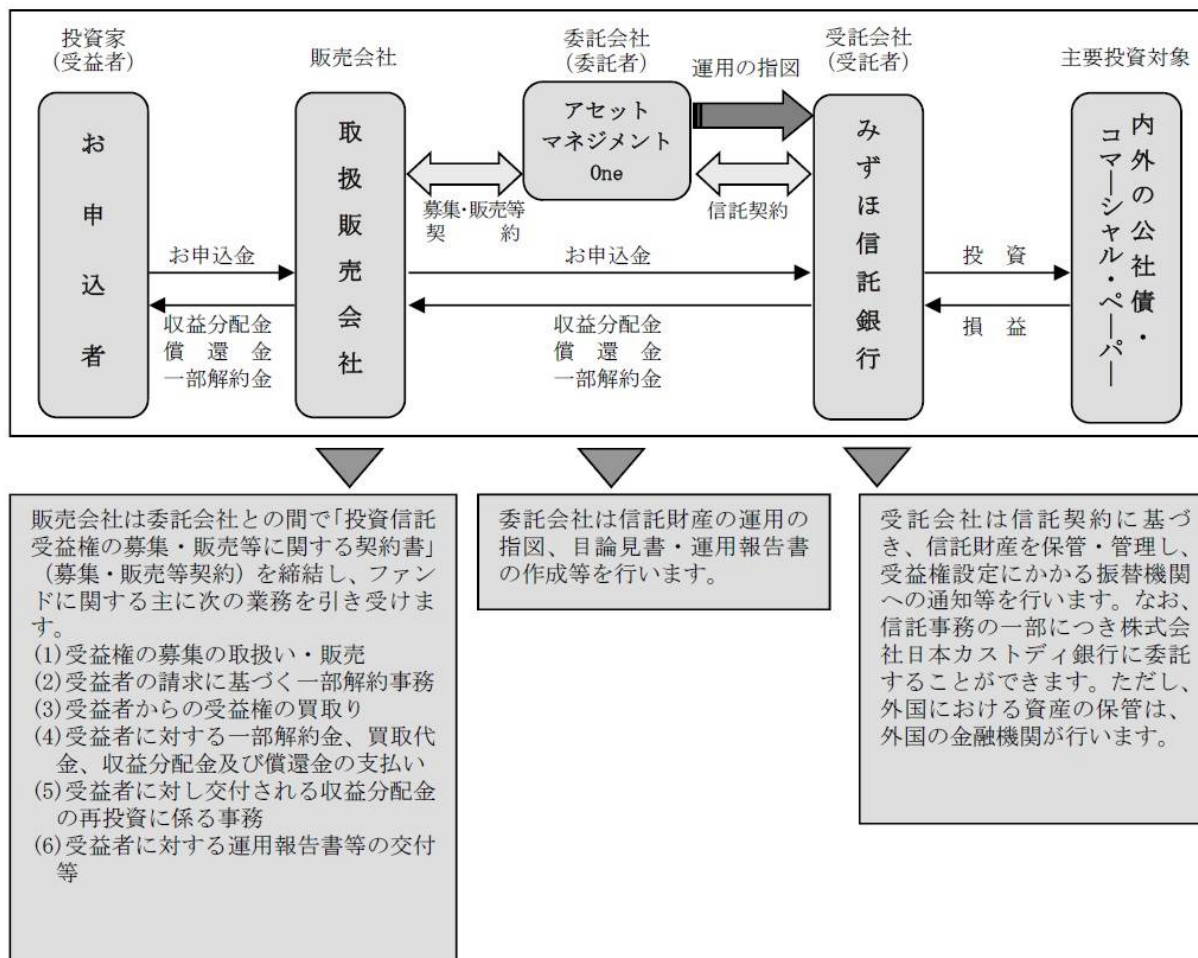 投資家
(受益者)
販売会社
委託会社
(委託者)
運用の指図
受託会社
(受託者)
主要投資対象
お申込者
取扱販売会社
アセット
マネジメント
One
みずほ信託銀行
内外の公社債・
コマーシャル・ペーパー
募集・販売等
契　　約
信託契約
お申込金
お申込金
投　資
収益分配金
償　還　金
一部解約金
収益分配金
償　還　金
一部解約金
損　益
販売会社は委託会社との間で「投資信託
受益権の募集・販売等に関する契約書」
（募集・販売等契約）を締結し、ファン
ドに関する主に次の業務を引き受けま
す。
(1)受益権の募集の取扱い・販売
(2)受益者の請求に基づく一部解約事務
(3)受益者からの受益権の買取り
(4)受益者に対する一部解約金、買取代
金、収益分配金及び償還金の支払い
(5)受益者に対し交付される収益分配金
の再投資に係る事務
(6)受益者に対する運用報告書等の交付
等
委託会社は信託財産の運用の
指図、目論見書・運用報告書
の作成等を行います。
受託会社は信託契約に基づ
き、信託財産を保管・管理し、
受益権設定にかかる振替機関
への通知等を行います。なお、
信託事務の一部につき株式会
社日本カストディ銀行に委託
することができます。ただし、
外国における資産の保管は、
外国の金融機関が行います。